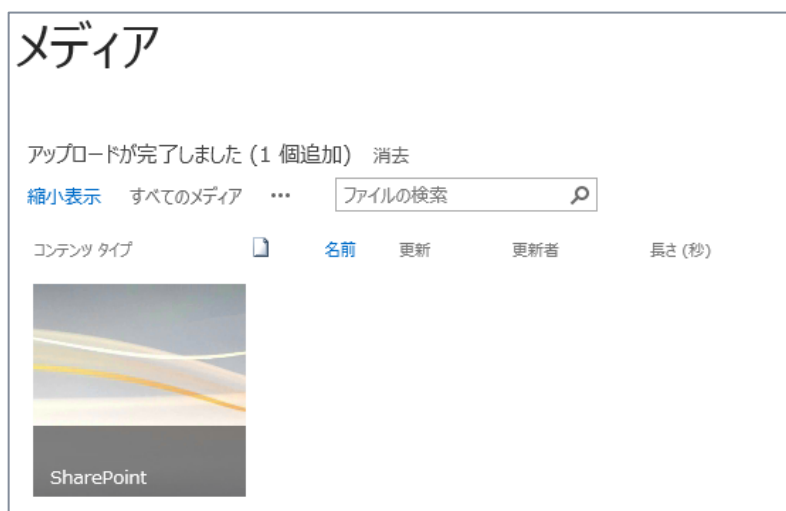 メディア
アップロードが完了しました (1 個追加) 消去
縮小表示 すべてのメディア ••• ファイルの検索
コンテンツ タイプ 名前 更新 更新者 長さ (秒)
SharePoint